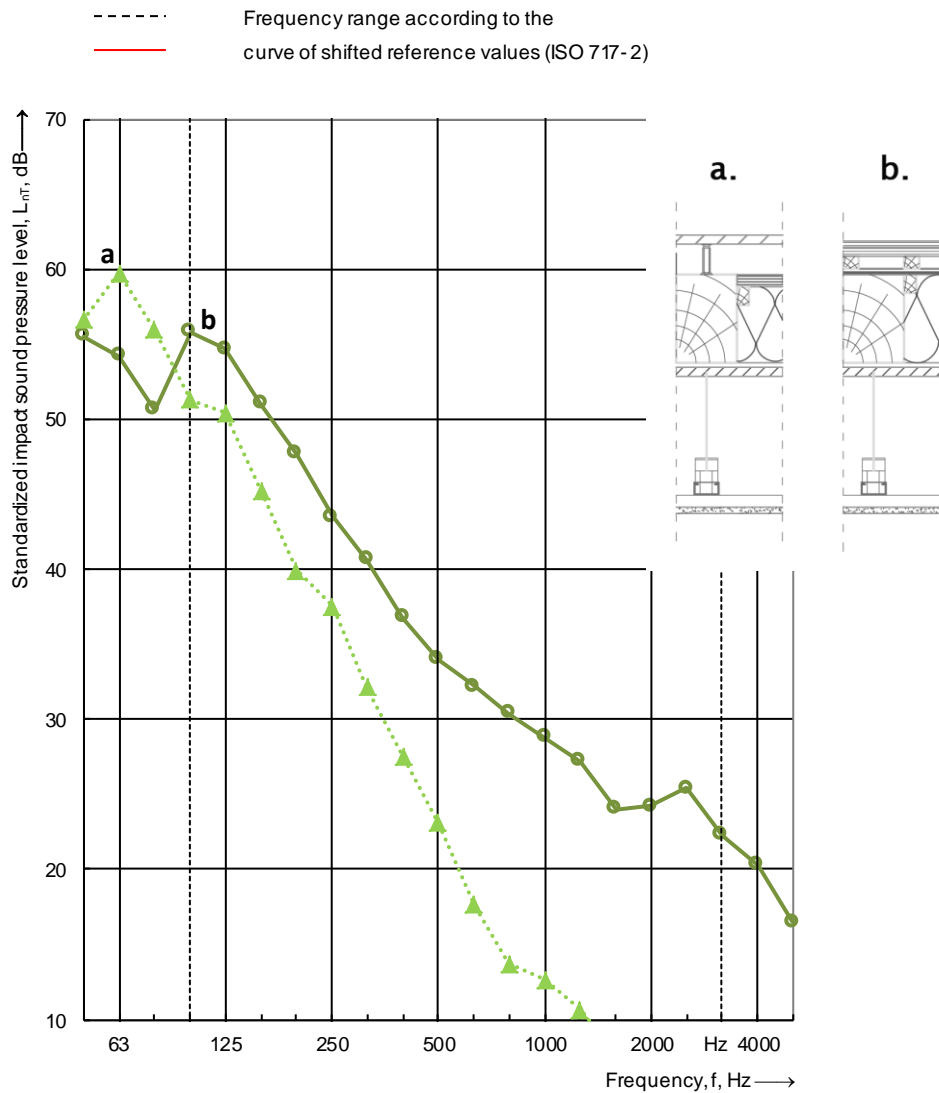 Frequency range according to the
curve of shifted reference values (ISO 717-2)
Standardized impact sound pressure level, LnT, dB
70
60
50
40
30
20
10
a
b
a.
b.
63
125
250
500
1000
2000
Hz
4000
Frequency, f, Hz